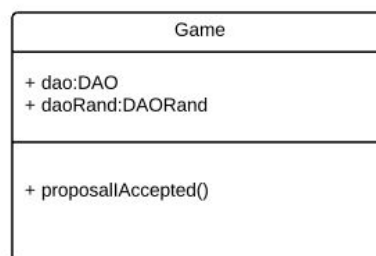 Game
+ dao:DAO
+ daoRand:DAORand
+ proposalIAccepted()